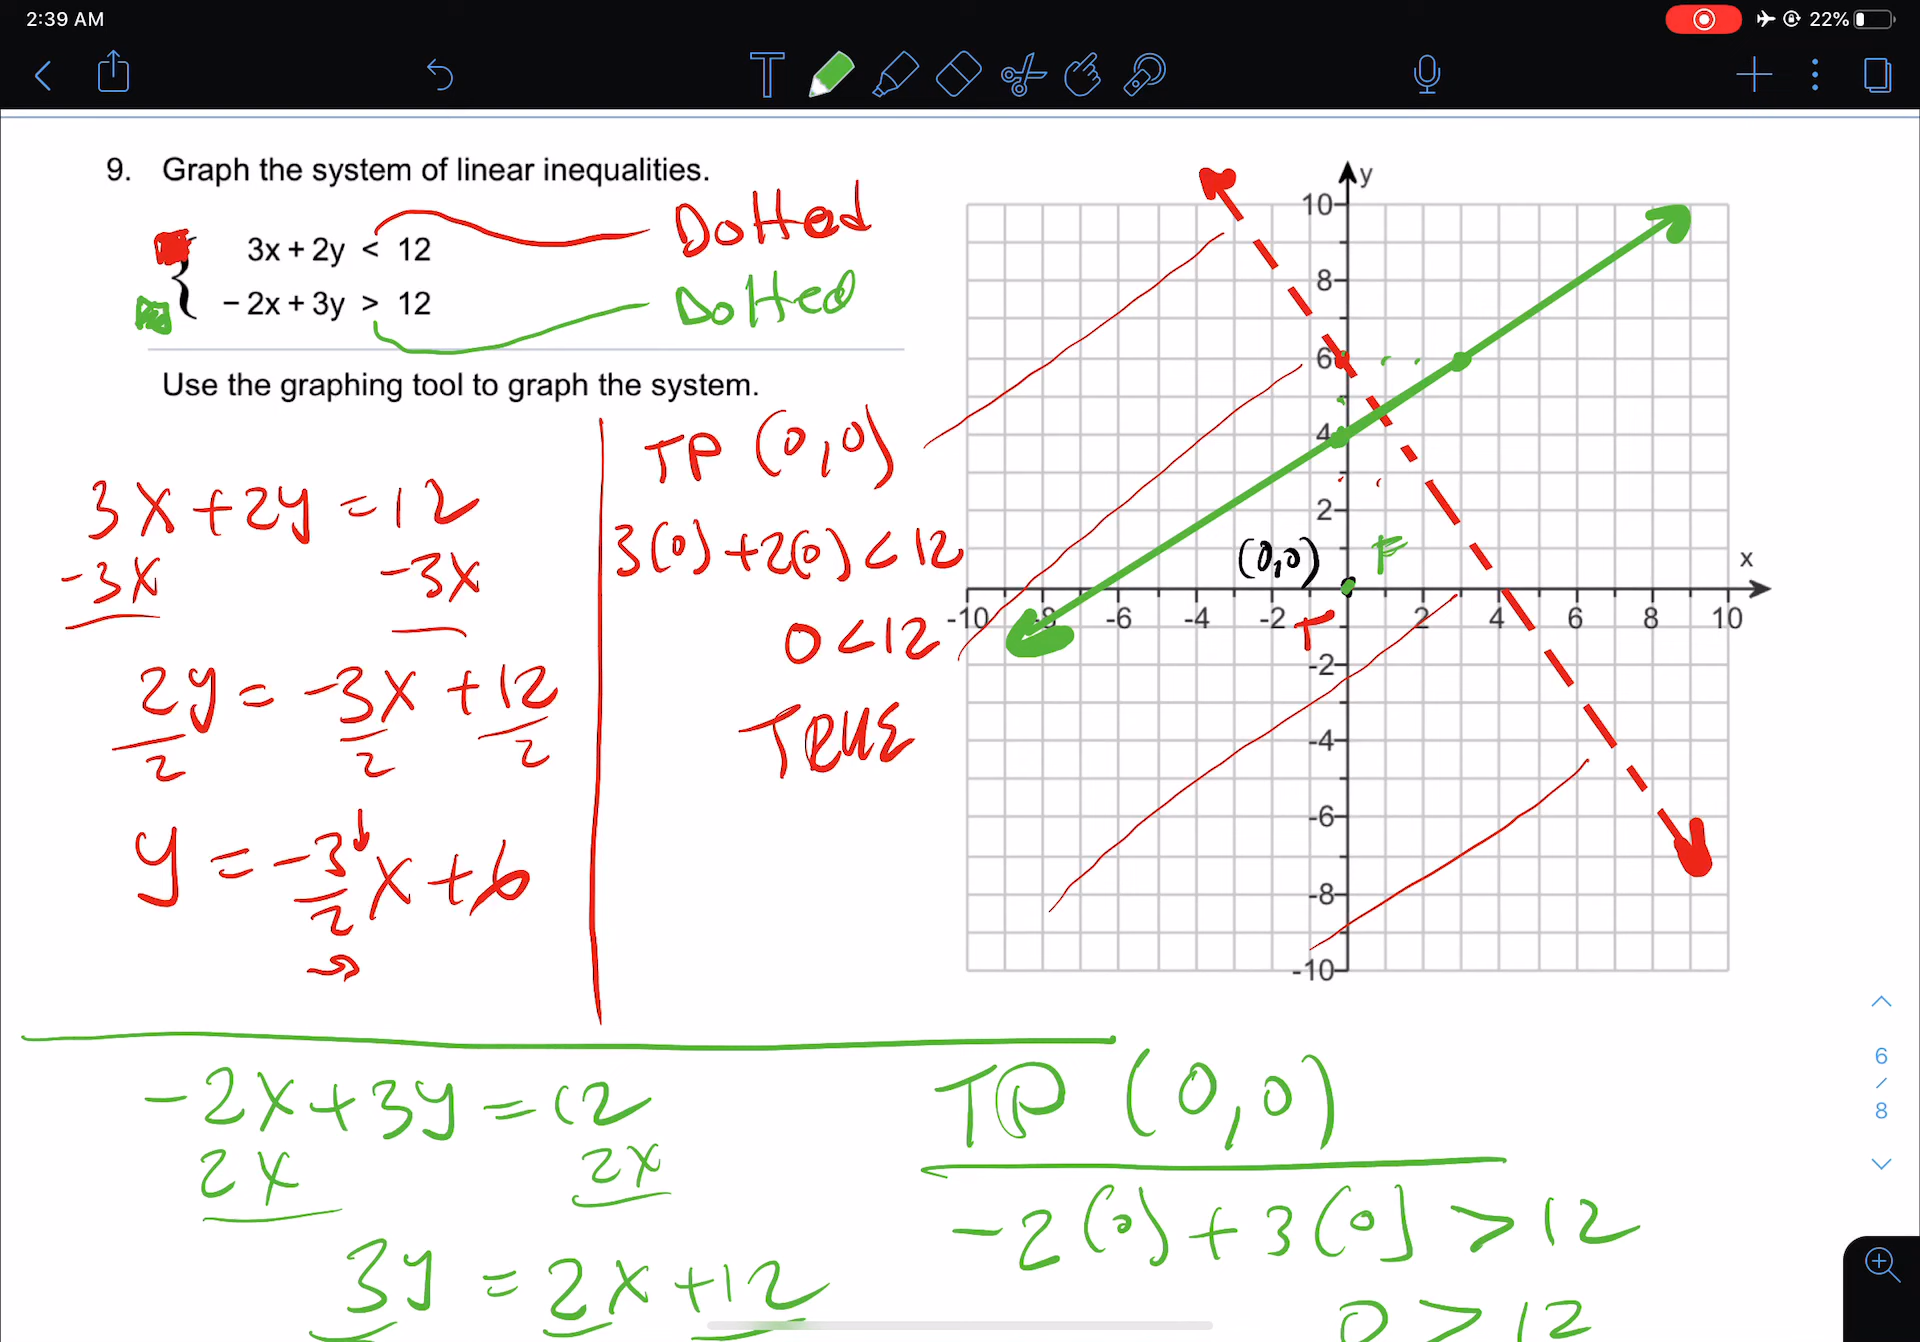 2:39 AM
22%
T
9. Graph the system of linear inequalities.
3x + 2y < 12
Dotted
- 2x + 3y > 12
Dotted
Use the graphing tool to graph the system.
3x+2y=12
-3x -3x
2y = -3x +12
2 2 2
y = -3x+6
2
TP (0,0)
3(0)+2(0)<12
0<12
TRUE
y
x
10
8
6
4
2
-10 -8 -6 -4 -2 2 4 6 8 10
-2
-4
-6
-8
-10
(0,0)
F
T
-2x+3y=12
2x 2x
3y = 2x+12
TP (0,0)
-2(0)+3(0)>12
0>12
6
/
8